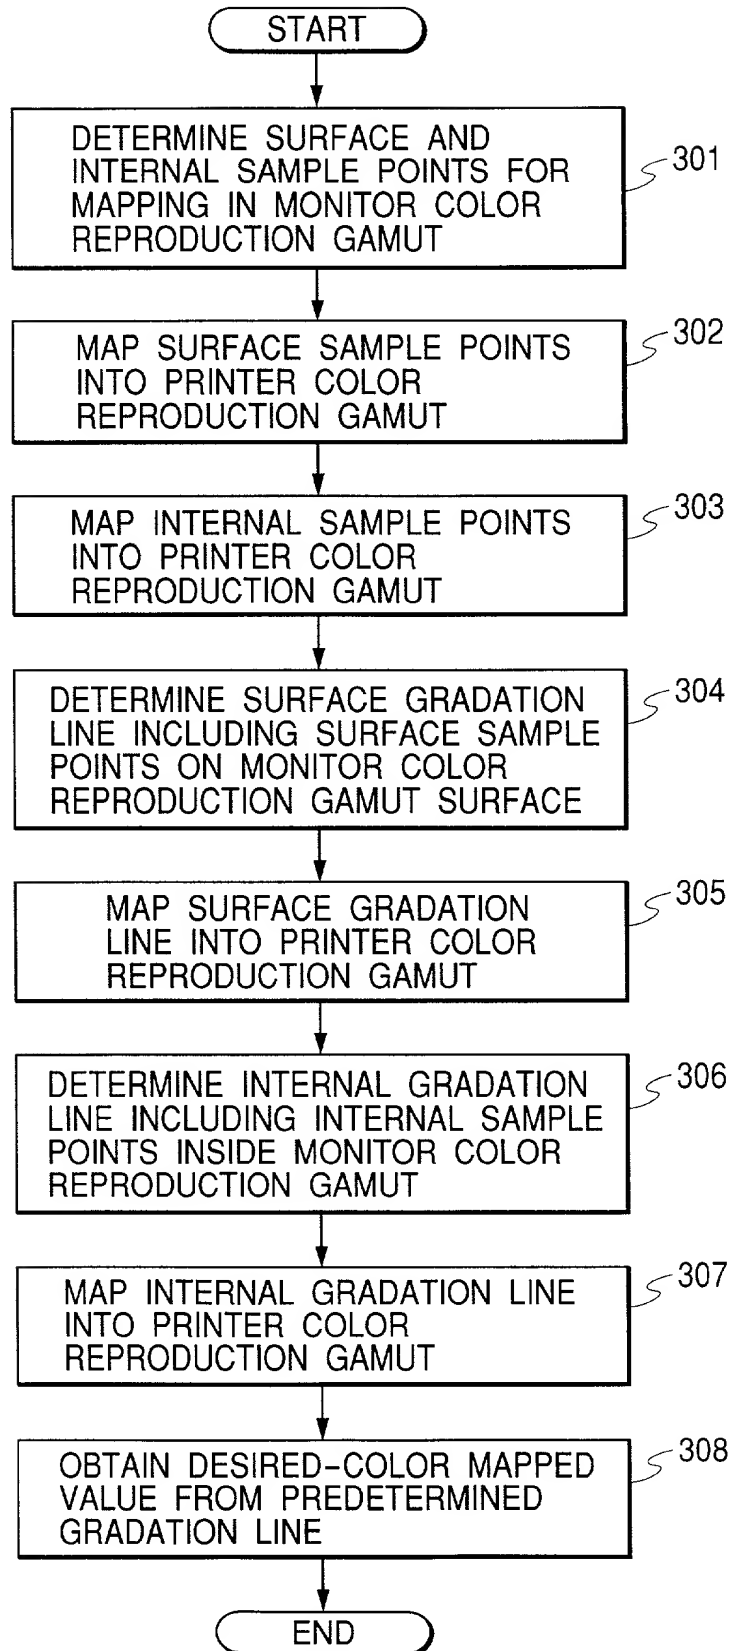 START
DETERMINE SURFACE AND
INTERNAL SAMPLE POINTS FOR
MAPPING IN MONITOR COLOR
REPRODUCTION GAMUT
301
MAP SURFACE SAMPLE POINTS
INTO PRINTER COLOR
REPRODUCTION GAMUT
302
MAP INTERNAL SAMPLE POINTS
INTO PRINTER COLOR
REPRODUCTION GAMUT
303
DETERMINE SURFACE GRADATION
LINE INCLUDING SURFACE SAMPLE
POINTS ON MONITOR COLOR
REPRODUCTION GAMUT SURFACE
304
MAP SURFACE GRADATION
LINE INTO PRINTER COLOR
REPRODUCTION GAMUT
305
DETERMINE INTERNAL GRADATION
LINE INCLUDING INTERNAL SAMPLE
POINTS INSIDE MONITOR COLOR
REPRODUCTION GAMUT
306
MAP INTERNAL GRADATION LINE
INTO PRINTER COLOR
REPRODUCTION GAMUT
307
OBTAIN DESIRED-COLOR MAPPED
VALUE FROM PREDETERMINED
GRADATION LINE
308
END